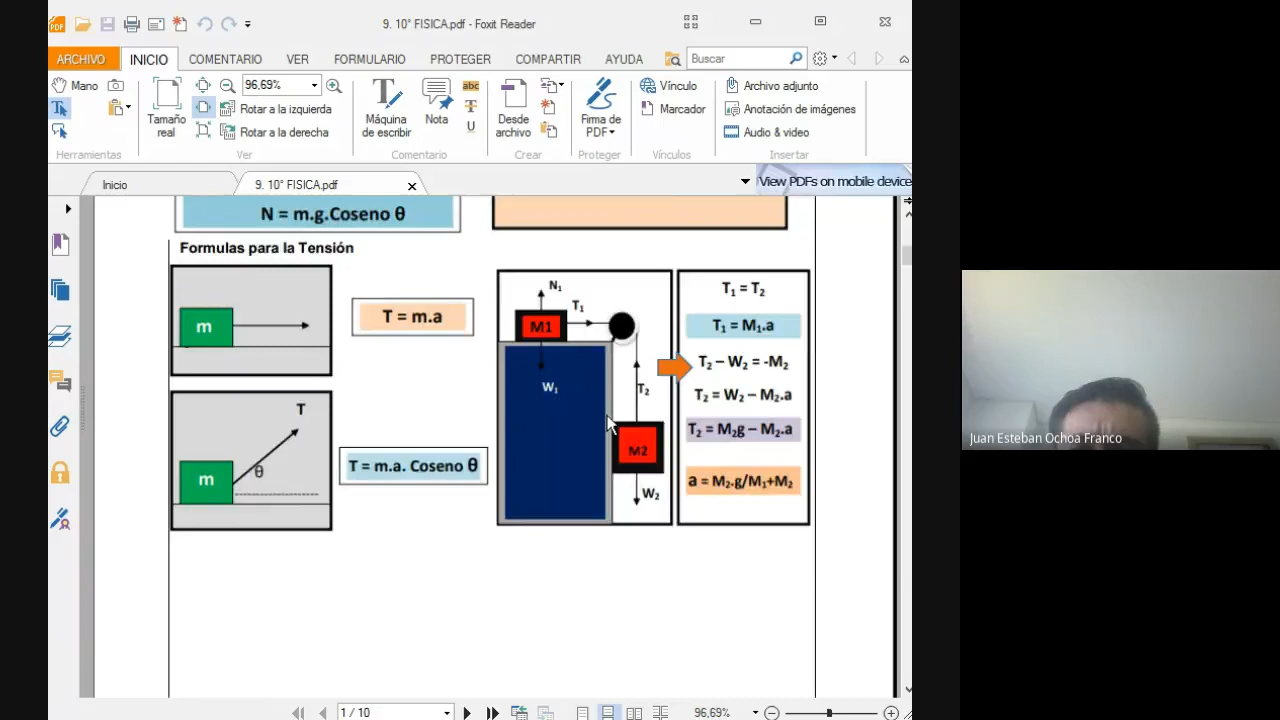 9. 10° FISICA.pdf - Foxit Reader
ARCHIVO INICIO COMENTARIO VER FORMULARIO PROTEGER COMPARTIR AYUDA Buscar
Mano
96,69%
Tamaño real
Rotar a la izquierda
Rotar a la derecha
Herramientas
Ver
Máquina de escribir
Nota
abc
T
U
Comentario
Desde archivo
Crear
Fima de PDF
Proteger
Vínculo
Marcador
Vínculos
Archivo adjunto
Anotación de imágenes
Audio & video
Insertar
Inicio
9. 10° FISICA.pdf
View PDFs on mobile device
N = m.g.Coseno θ
Formulas para la Tensión
m
T = m.a
m
T
θ
T = m.a. Coseno θ
N₁
T₁
M1
W₁
T₂
M2
W₂
T₁ = T₂
T₁ = M₁.a
T₂ – W₂ = -M₂
T₂ = W₂ – M₂.a
T₂ = M₂g – M₂.a
a = M₂.g/M₁+M₂
Juan Esteban Ochoa Franco
1 / 10
96,69%